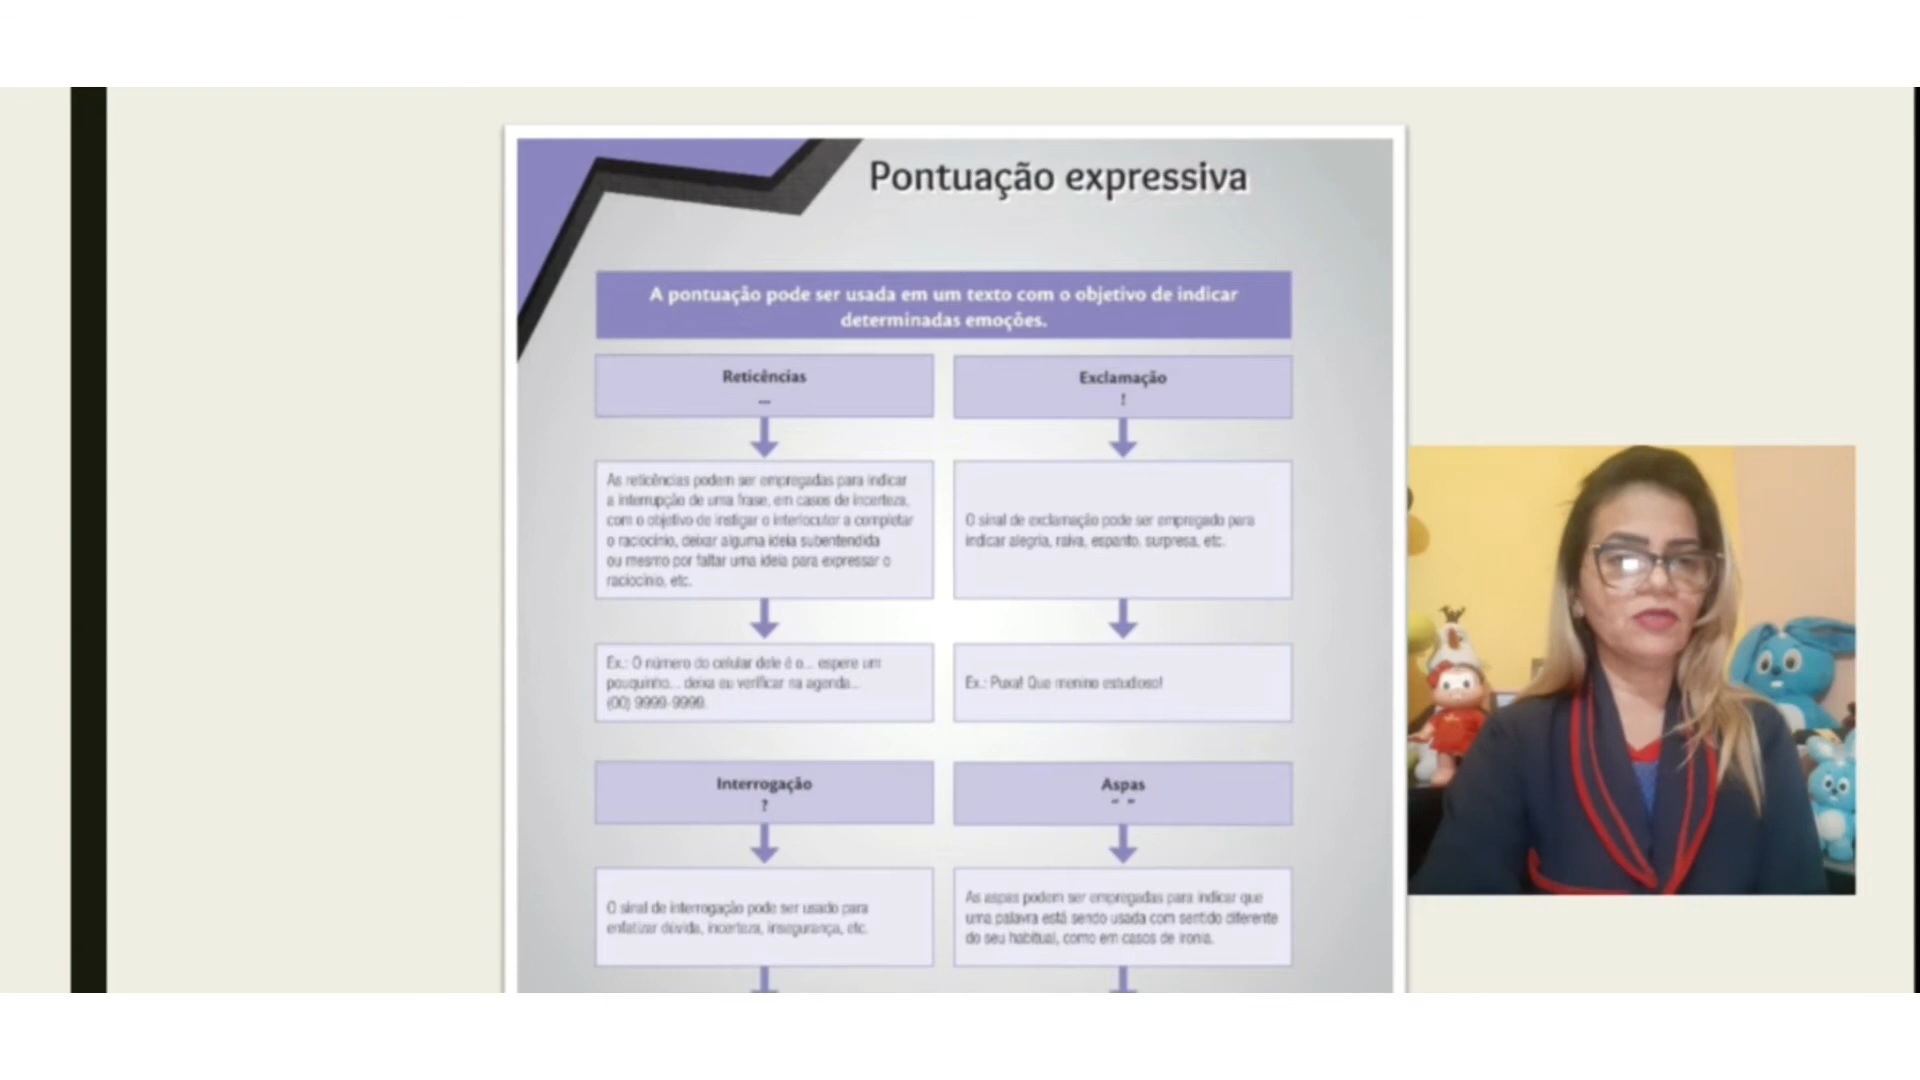 Pontuação expressiva
A pontuação pode ser usada em um texto com o objetivo de indicar
determinadas emoções.
Reticências
...
As reticências podem ser empregadas para indicar
a interrupção de uma frase, em casos de incerteza,
com o objetivo de instigar o interlocutor a completar
o raciocínio, deixar alguma ideia subentendida
ou mesmo por faltar uma ideia para expressar o
raciocínio, etc.
Ex.: O número do celular dele é o... espere um
pouquinho... deixa eu verificar na agenda...
(00) 9999-9999.
Exclamação
!
O sinal de exclamação pode ser empregado para
indicar alegria, raiva, espanto, surpresa, etc.
Ex.: Puxa! Que menino estudioso!
Interrogação
?
O sinal de interrogação pode ser usado para
enfatizar dúvida, incerteza, insegurança, etc.
Aspas
" "
As aspas podem ser empregadas para indicar que
uma palavra está sendo usada com sentido diferente
do seu habitual, como em casos de ironia.